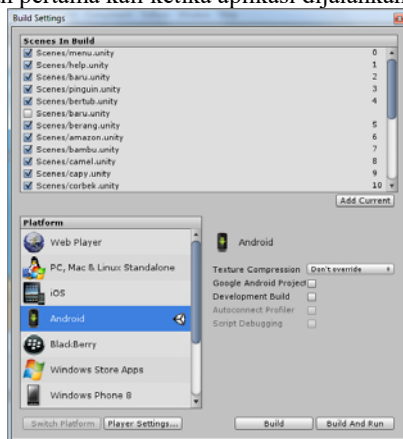 pertama kali ketika aplikasi dijalankan
Build Settings
Scenes In Build
Scenes/menu.unity 0
Scenes/help.unity 1
Scenes/baru.unity 2
Scenes/pinguin.unity 3
Scenes/bertub.unity 4
Scenes/baru.unity
Scenes/berang.unity 5
Scenes/amazon.unity 6
Scenes/bambu.unity 7
Scenes/camel.unity 8
Scenes/capy.unity 9
Scenes/corbek.unity 10
Add Current
Platform
Web Player
PC, Mac & Linux Standalone
iOS
Android
BlackBerry
Windows Store Apps
Windows Phone 8
Android
Texture Compression Don't override
Google Android Project
Development Build
Autoconnect Profiler
Script Debugging
Switch Platform Player Settings... Build Build And Run